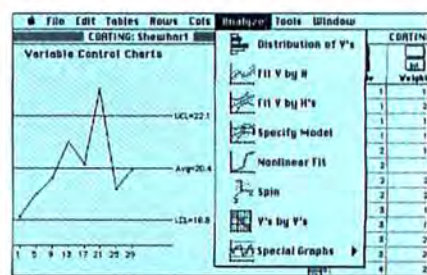 File Edit Tables Rows Cols Analyze Tools Window
COATING: Shewhart
Variable Control Charts
UCL=22.1
Avg=20.4
LCL=18.8
1 5 9 13 17 21 25 29
Distribution of Y's
Fit Y by X
Fit Y by X's
Specify Model
Nonlinear Fit
Spin
Y's by Y's
Special Graphs
COATING
Weight